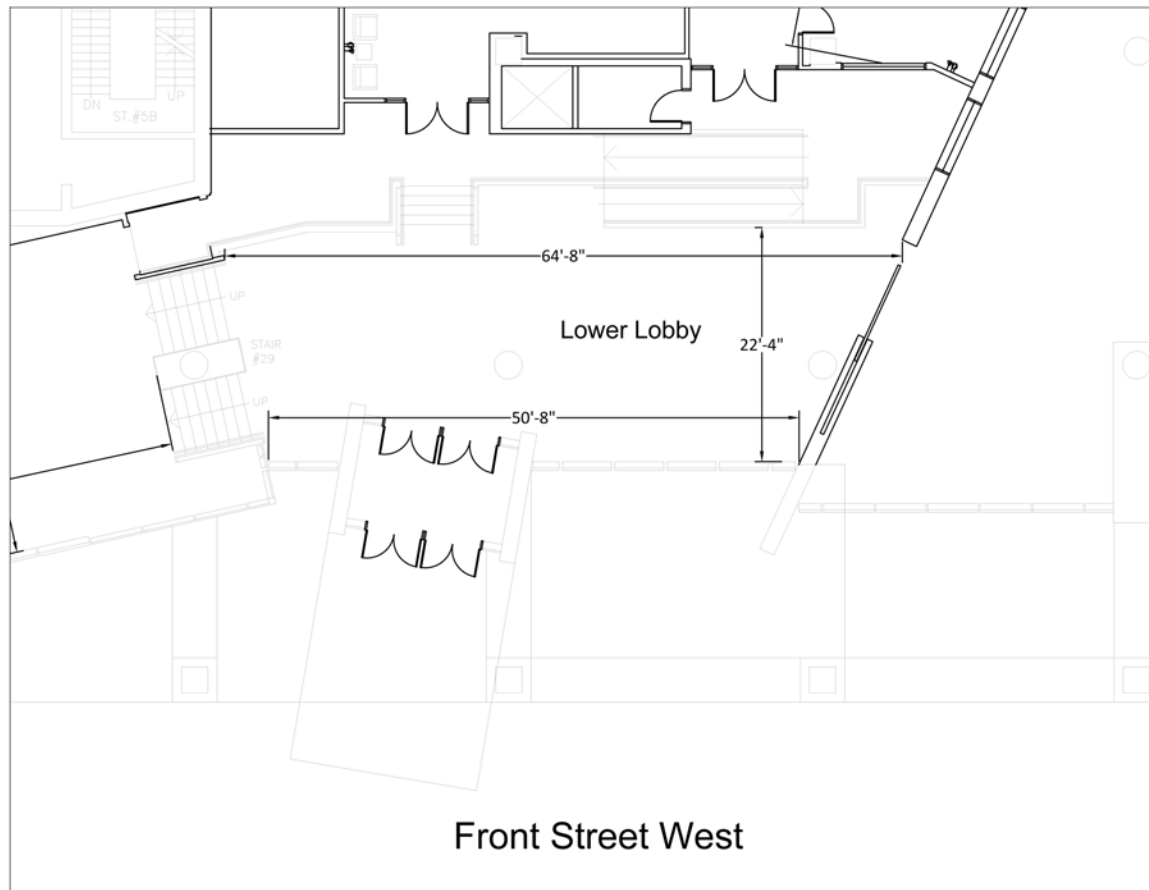 DN
UP
ST.#5B
64'-8"
UP
Lower Lobby
22'-4"
STAIR
#29
UP
50'-8"
Front Street West